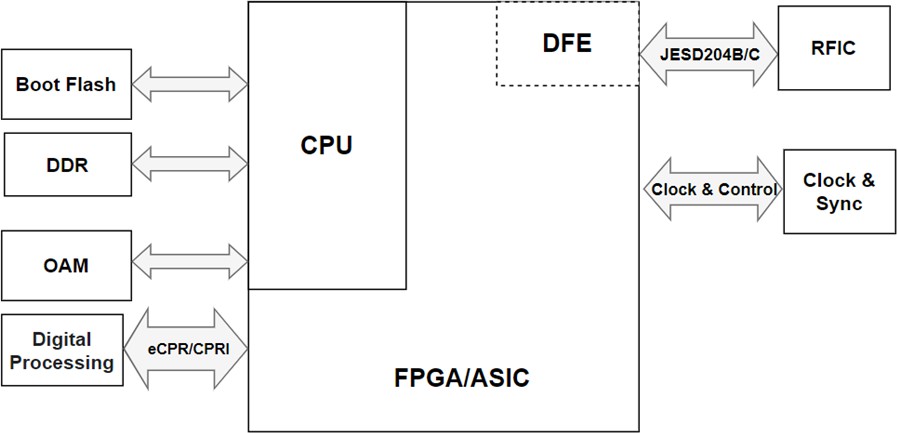 DFE
JESD204B/C
RFIC
Boot Flash
CPU
DDR
Clock & Control
Clock &
Sync
OAM
Digital
Processing
eCPR/CPRI
FPGA/ASIC